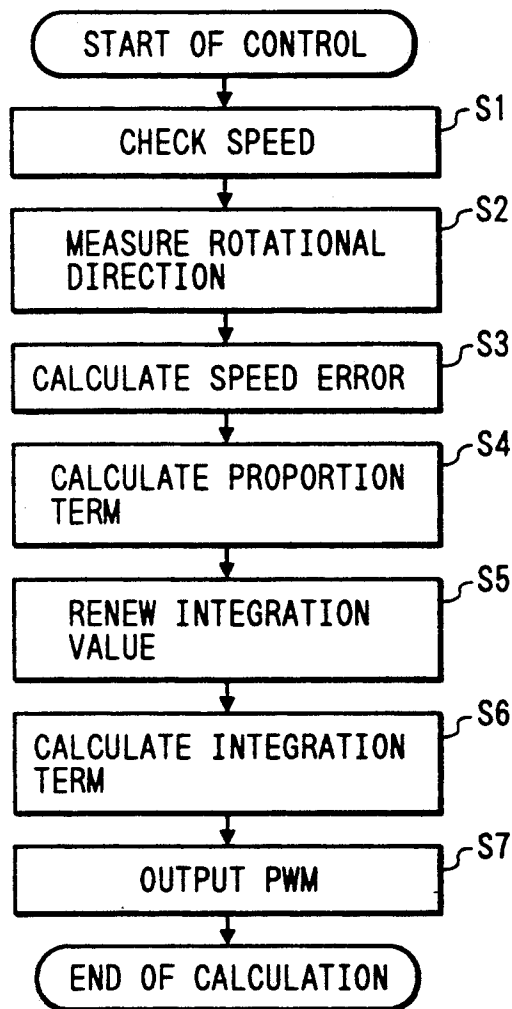 START OF CONTROL
S1
CHECK SPEED
S2
MEASURE ROTATIONAL
DIRECTION
S3
CALCULATE SPEED ERROR
S4
CALCULATE PROPORTION
TERM
S5
RENEW INTEGRATION
VALUE
S6
CALCULATE INTEGRATION
TERM
S7
OUTPUT PWM
END OF CALCULATION